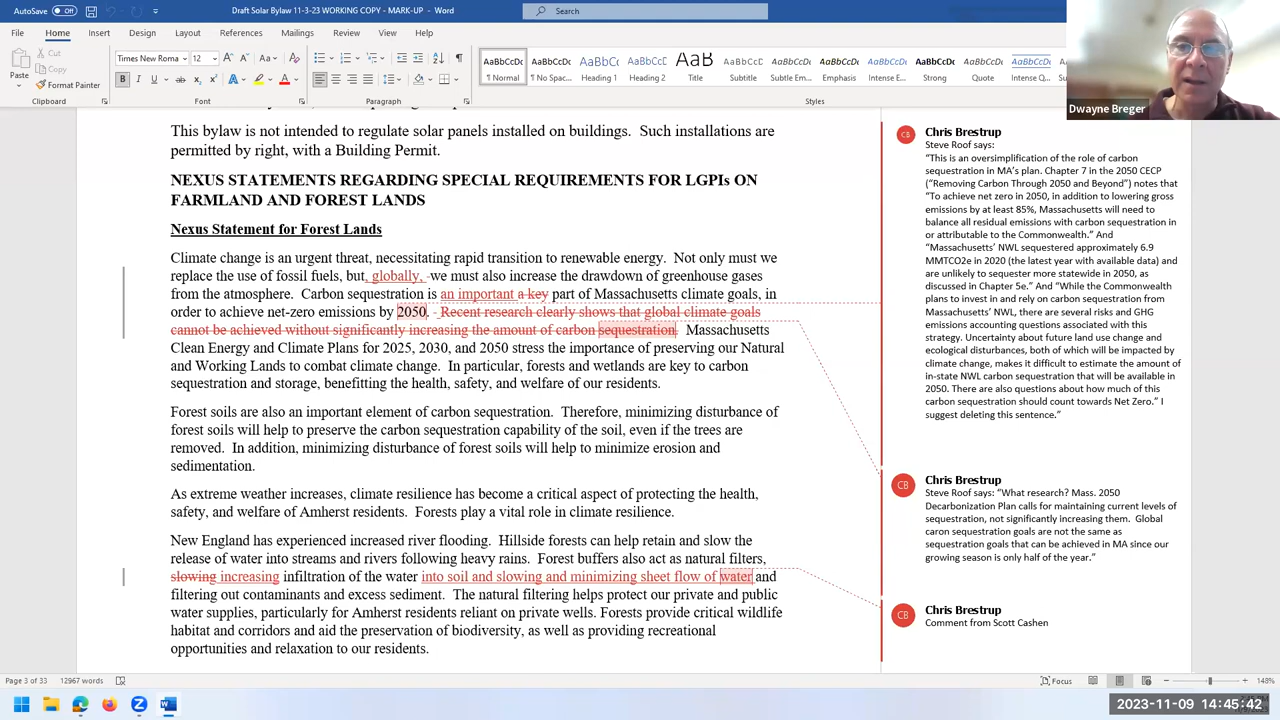 AutoSave Off Draft Solar Bylaw 11-3-23 WORKING COPY - MARK-UP - Word Search
File Home Insert Design Layout References Mailings Review View Help
Paste Cut Copy Format Painter Clipboard
Times New Roma 12 Font
Paragraph
AaBbCcDc AaBbCcDc AaBbC AaBbCcC AaB AaBbCcD AaBbCcDc AaBbCcDc AaBbCcDc AaBbCcDc AaBbCcDc AaBbCcDc
¶ Normal ¶ No Spac... Heading 1 Heading 2 Title Subtitle Subtle Em... Emphasis Intense E... Strong Quote Intense Q...
Styles
Dwayne Breger
This bylaw is not intended to regulate solar panels installed on buildings. Such installations are
permitted by right, with a Building Permit.
NEXUS STATEMENTS REGARDING SPECIAL REQUIREMENTS FOR LGPIs ON
FARMLAND AND FOREST LANDS
Nexus Statement for Forest Lands
Climate change is an urgent threat, necessitating rapid transition to renewable energy. Not only must we
replace the use of fossil fuels, but, globally, -we must also increase the drawdown of greenhouse gases
from the atmosphere. Carbon sequestration is an important a key part of Massachusetts climate goals, in
order to achieve net-zero emissions by 2050. - Recent research clearly shows that global climate goals
cannot be achieved without significantly increasing the amount of carbon sequestration. Massachusetts
Clean Energy and Climate Plans for 2025, 2030, and 2050 stress the importance of preserving our Natural
and Working Lands to combat climate change. In particular, forests and wetlands are key to carbon
sequestration and storage, benefitting the health, safety, and welfare of our residents.
Forest soils are also an important element of carbon sequestration. Therefore, minimizing disturbance of
forest soils will help to preserve the carbon sequestration capability of the soil, even if the trees are
removed. In addition, minimizing disturbance of forest soils will help to minimize erosion and
sedimentation.
As extreme weather increases, climate resilience has become a critical aspect of protecting the health,
safety, and welfare of Amherst residents. Forests play a vital role in climate resilience.
New England has experienced increased river flooding. Hillside forests can help retain and slow the
release of water into streams and rivers following heavy rains. Forest buffers also act as natural filters,
slowing increasing infiltration of the water into soil and slowing and minimizing sheet flow of water and
filtering out contaminants and excess sediment. The natural filtering helps protect our private and public
water supplies, particularly for Amherst residents reliant on private wells. Forests provide critical wildlife
habitat and corridors and aid the preservation of biodiversity, as well as providing recreational
opportunities and relaxation to our residents.
CB Chris Brestrup
Steve Roof says:
“This is an oversimplification of the role of carbon
sequestration in MA’s plan. Chapter 7 in the 2050 CECP
(“Removing Carbon Through 2050 and Beyond”) notes that
“To achieve net zero in 2050, in addition to lowering gross
emissions by at least 85%, Massachusetts will need to
balance all residual emissions with carbon sequestration in
or attributable to the Commonwealth.” And
“Massachusetts’ NWL sequestered approximately 6.9
MMTCO2e in 2020 (the latest year with available data) and
are unlikely to sequester more statewide in 2050, as
discussed in Chapter 5e.” And “While the Commonwealth
plans to invest in and rely on carbon sequestration from
Massachusetts’ NWL, there are several risks and GHG
emissions accounting questions associated with this
strategy. Uncertainty about future land use change and
ecological disturbances, both of which will be impacted by
climate change, makes it difficult to estimate the amount of
in-state NWL carbon sequestration that will be available in
2050. There are also questions about how much of this
carbon sequestration should count towards Net Zero.” I
suggest deleting this sentence.”
CB Chris Brestrup
Steve Roof says: “What research? Mass. 2050
Decarbonization Plan calls for maintaining current levels of
sequestration, not significantly increasing them. Global
caron sequestration goals are not the same as
sequestration goals that can be achieved in MA since our
growing season is only half of the year.”
CB Chris Brestrup
Comment from Scott Cashen
Page 3 of 33 12967 words Focus 148%
2023-11-09 14:45:42